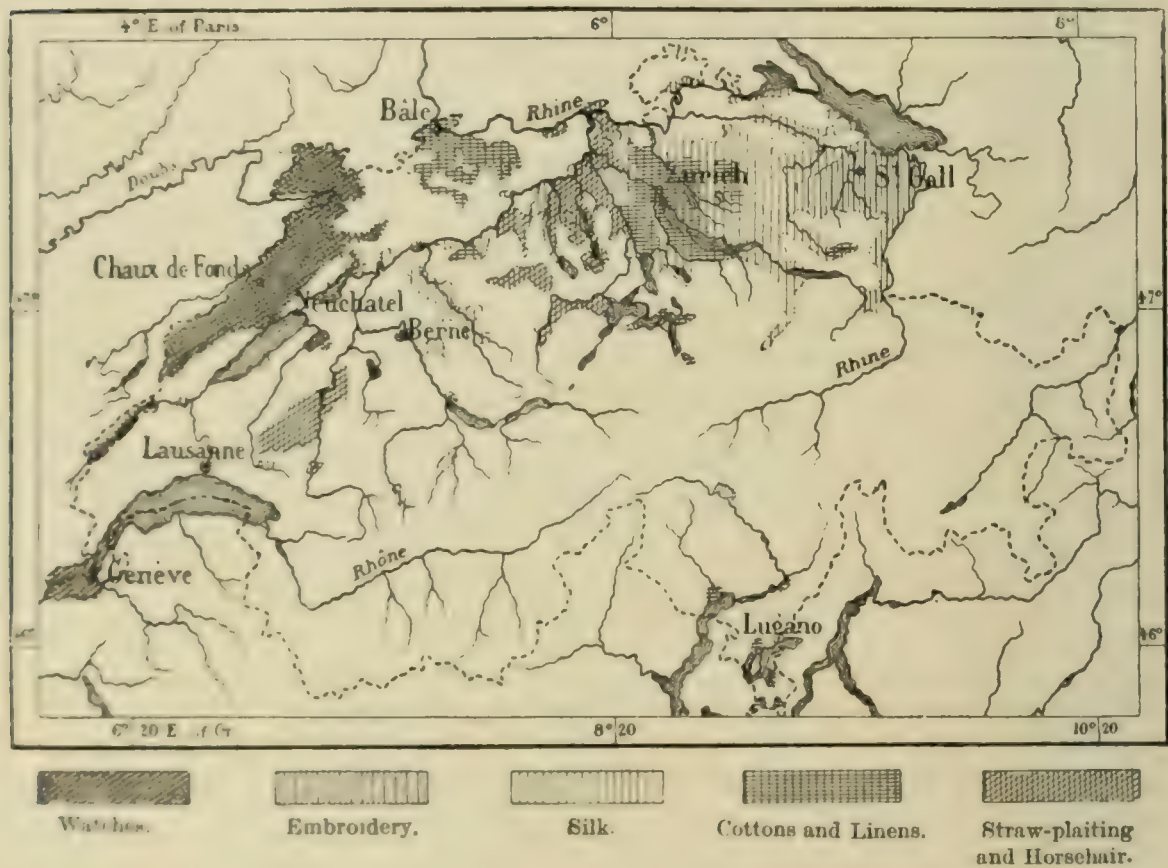 4° E of Paris
6°
8°
Bâle
Rhine
Doubs
Zurich
St Gall
Chaux de Fonds
Neuchatel
47°
47°
Berne
Rhine
Lausanne
Rhône
Genève
Lugano
46°
46°
6° 20 E of Gr
8° 20
10° 20
Watches.
Embroidery.
Silk.
Cottons and Linens.
Straw-plaiting
and Horsehair.